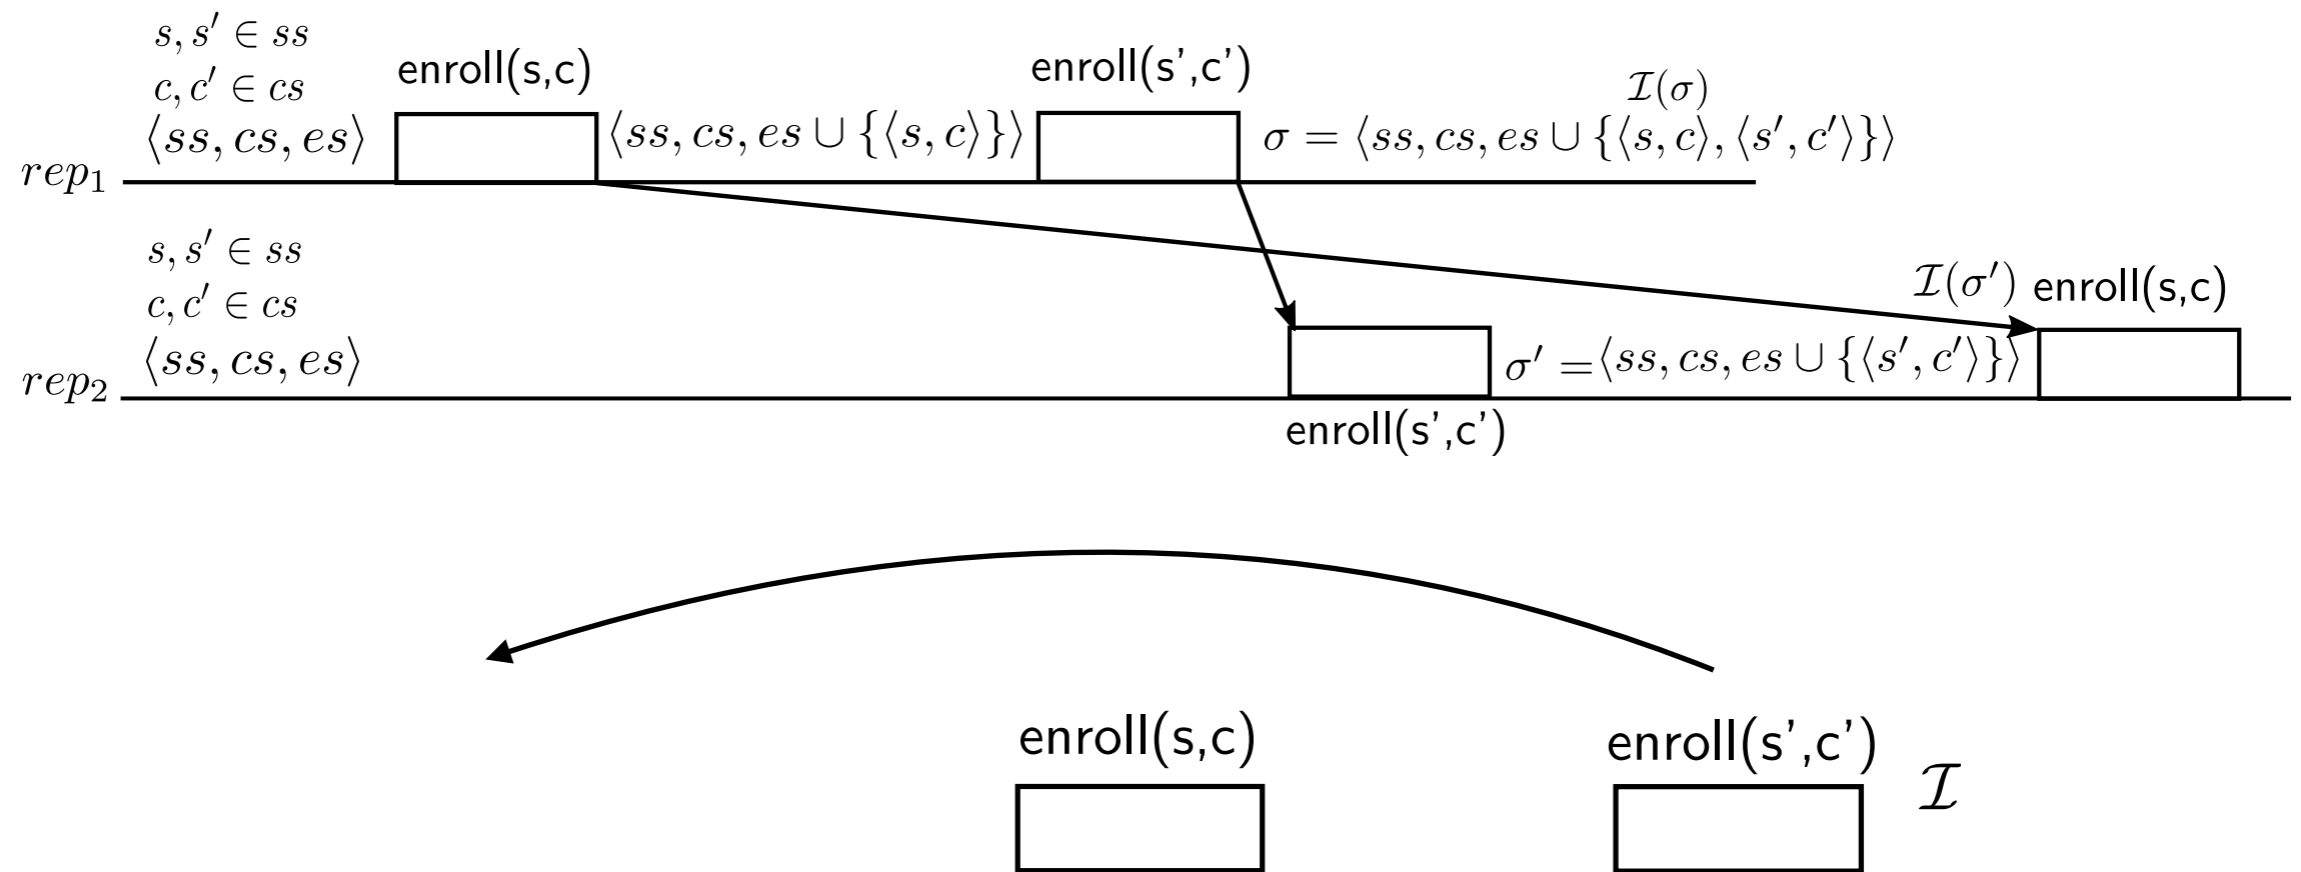 s, s′ ∈ ss
c, c′ ∈ cs
enroll(s,c)
enroll(s',c')
ℐ(σ)
⟨ss, cs, es⟩
⟨ss, cs, es ∪ {⟨s, c⟩}⟩
σ = ⟨ss, cs, es ∪ {⟨s, c⟩, ⟨s′, c′⟩}⟩
rep₁
s, s′ ∈ ss
c, c′ ∈ cs
ℐ(σ′) enroll(s,c)
⟨ss, cs, es⟩
σ′ = ⟨ss, cs, es ∪ {⟨s′, c′⟩}⟩
rep₂
enroll(s',c')
enroll(s,c)
enroll(s',c')
ℐ